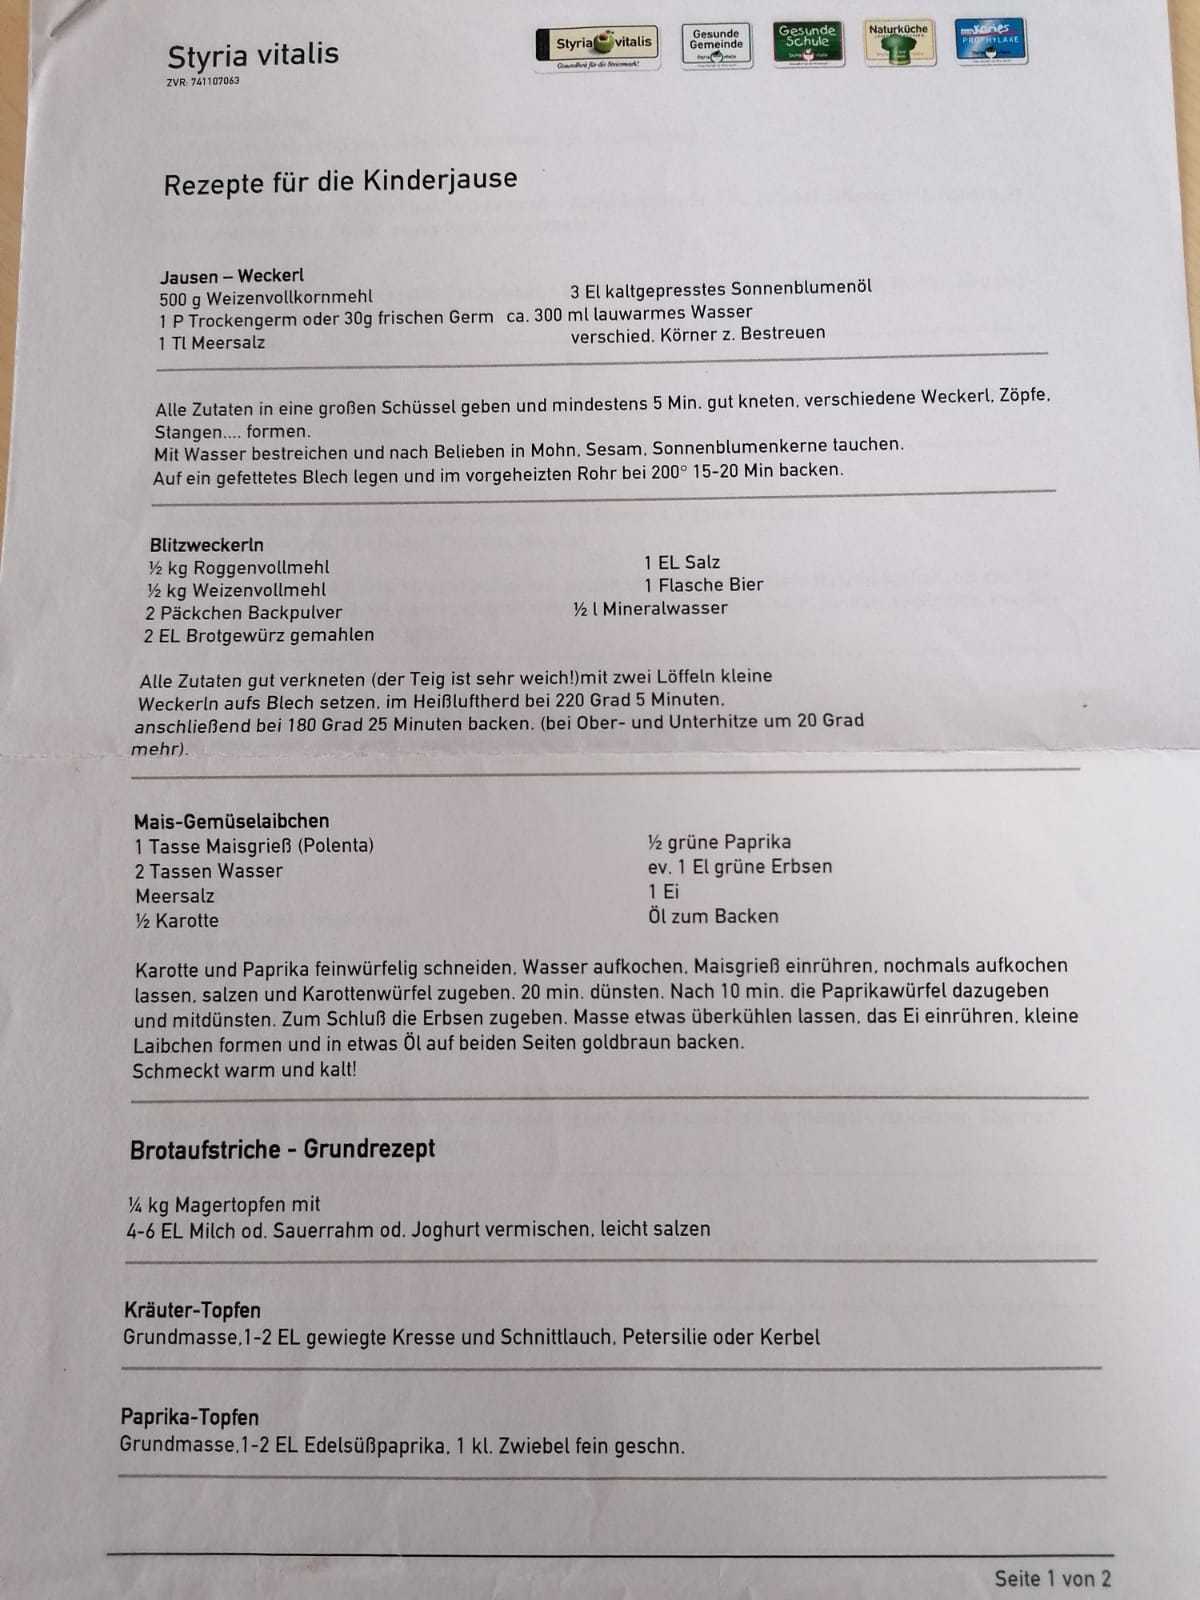 Styria vitalis
ZVR: 741107063
Styria vitalis
Gesundheit für die Steiermark!
Gesunde
Gemeinde
Gesunde
Schule
Naturküche
Karies
PROPHYLAXE
Rezepte für die Kinderjause
Jausen – Weckerl
500 g Weizenvollkornmehl 3 El kaltgepresstes Sonnenblumenöl
1 P Trockengerm oder 30g frischen Germ ca. 300 ml lauwarmes Wasser
1 Tl Meersalz verschied. Körner z. Bestreuen
Alle Zutaten in eine großen Schüssel geben und mindestens 5 Min. gut kneten, verschiedene Weckerl, Zöpfe,
Stangen.... formen.
Mit Wasser bestreichen und nach Belieben in Mohn, Sesam, Sonnenblumenkerne tauchen.
Auf ein gefettetes Blech legen und im vorgeheizten Rohr bei 200° 15-20 Min backen.
Blitzweckerln
½ kg Roggenvollmehl 1 EL Salz
½ kg Weizenvollmehl 1 Flasche Bier
2 Päckchen Backpulver ½ l Mineralwasser
2 EL Brotgewürz gemahlen
Alle Zutaten gut verkneten (der Teig ist sehr weich!)mit zwei Löffeln kleine
Weckerln aufs Blech setzen, im Heißluftherd bei 220 Grad 5 Minuten,
anschließend bei 180 Grad 25 Minuten backen. (bei Ober- und Unterhitze um 20 Grad
mehr).
Mais-Gemüselaibchen
1 Tasse Maisgrieß (Polenta) ½ grüne Paprika
2 Tassen Wasser ev. 1 El grüne Erbsen
Meersalz 1 Ei
½ Karotte Öl zum Backen
Karotte und Paprika feinwürfelig schneiden, Wasser aufkochen, Maisgrieß einrühren, nochmals aufkochen
lassen, salzen und Karottenwürfel zugeben. 20 min. dünsten. Nach 10 min. die Paprikawürfel dazugeben
und mitdünsten. Zum Schluß die Erbsen zugeben. Masse etwas überkühlen lassen, das Ei einrühren, kleine
Laibchen formen und in etwas Öl auf beiden Seiten goldbraun backen.
Schmeckt warm und kalt!
Brotaufstriche - Grundrezept
¼ kg Magertopfen mit
4-6 EL Milch od. Sauerrahm od. Joghurt vermischen, leicht salzen
Kräuter-Topfen
Grundmasse,1-2 EL gewiegte Kresse und Schnittlauch, Petersilie oder Kerbel
Paprika-Topfen
Grundmasse,1-2 EL Edelsüßpaprika, 1 kl. Zwiebel fein geschn.
Seite 1 von 2